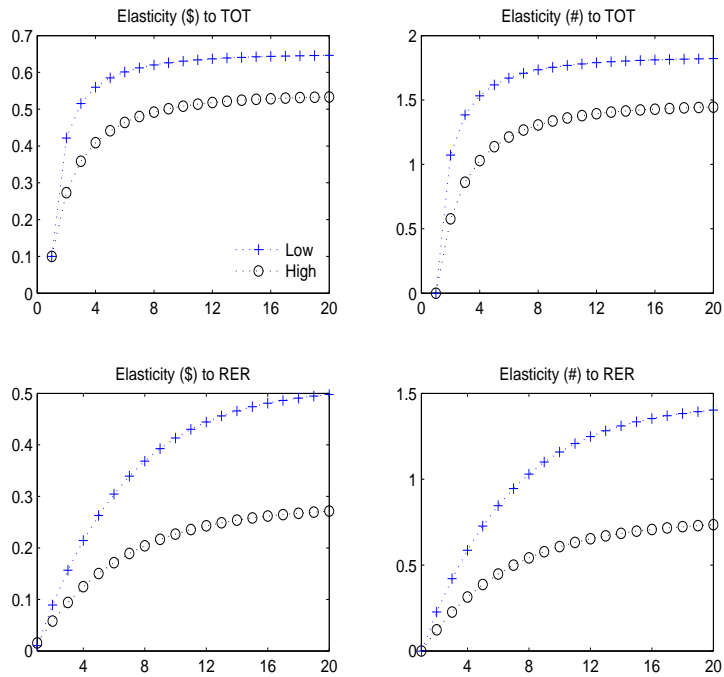 Elasticity ($) to TOT
0.7
0.6
0.5
0.4
0.3
0.2
0.1
0
0 4 8 12 16 20
Low
High
Elasticity (#) to TOT
2
1.5
1
0.5
0
0 4 8 12 16 20
Elasticity ($) to RER
0.5
0.4
0.3
0.2
0.1
0
4 8 12 16 20
Elasticity (#) to RER
1.5
1
0.5
0
4 8 12 16 20